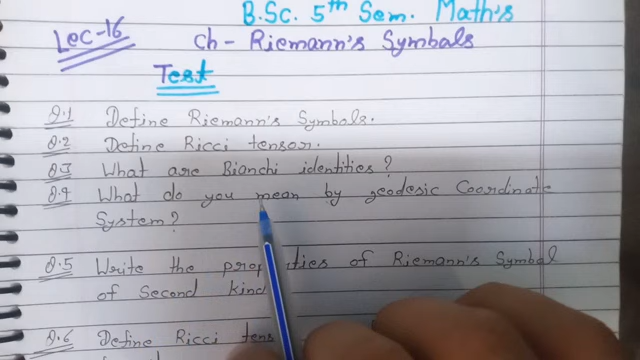 B.Sc. 5th Sem. Math's
Lec-16
Ch- Riemann's Symbals
Test
Q.1 Define Riemann's Symbols.
Q.2 Define Ricci tensor.
Q.3 What are Bianchi identities?
Q.4 What do you mean by geodesic Coordinate
System?
Q.5 Write the properties of Riemann's Symbol
of Second kind
Q.6 Define Ricci tens